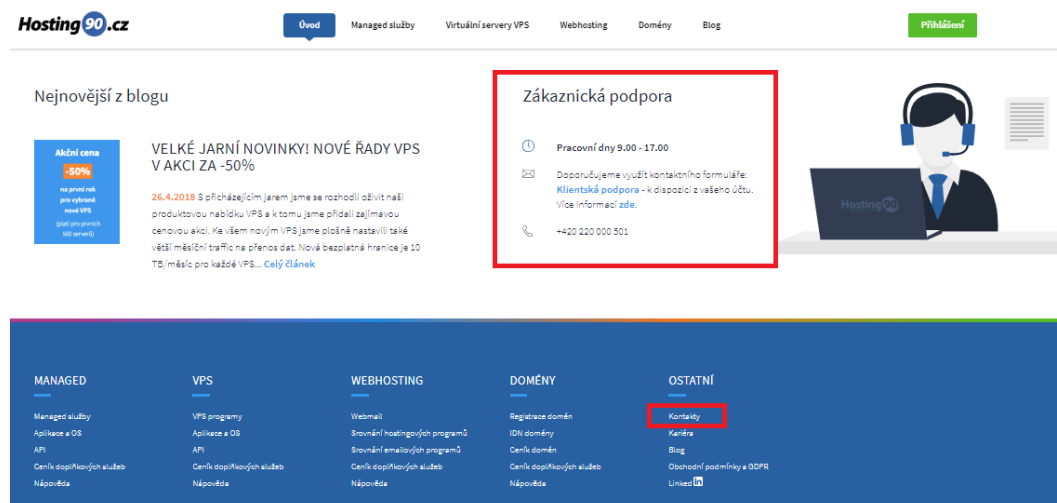 Hosting90.cz
Úvod
Managed služby
Virtuální servery VPS
Webhosting
Domény
Blog
Přihlášení
Nejnovější z blogu
Akční cena
-50%
na první rok
pro vybrané
nové VPS
(platí pro prvních
500 serverů)
VELKÉ JARNÍ NOVINKY! NOVÉ ŘADY VPS
V AKCI ZA -50%
26.4.2018 S přicházejícím jarem jsme se rozhodli oživit naši
produktovou nabídku VPS a k tomu jsme přidali zajímavou
cenovou akci. Ke všem novým VPS jsme plošně nastavili také
větší měsíční traffic na přenos dat. Nová bezplatná hranice je 10
TB/měsíc pro každé VPS... Celý článek
Zákaznická podpora
Pracovní dny 9.00 - 17.00
Doporučujeme využít kontaktního formuláře:
Klientská podpora - k dispozici z vašeho účtu.
Více informací zde.
+420 220 000 501
Hosting90
MANAGED
Managed služby
Aplikace a OS
API
Ceník doplňkových služeb
Nápověda
VPS
VPS programy
Aplikace a OS
API
Ceník doplňkových služeb
Nápověda
WEBHOSTING
Webmail
Srovnání hostingových programů
Srovnání emailových programů
Ceník doplňkových služeb
Nápověda
DOMÉNY
Registrace domén
IDN domény
Ceník domén
Ceník doplňkových služeb
Nápověda
OSTATNÍ
Kontakty
Kariéra
Blog
Obchodní podmínky a GDPR
Linked in